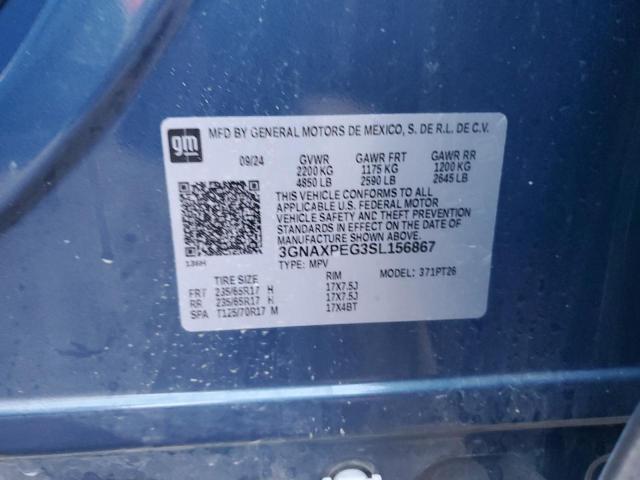 gm
MFD BY GENERAL MOTORS DE MEXICO, S. DE R.L. DE C.V.
09/24 GVWR GAWR FRT GAWR RR
2200 KG 1175 KG 1200 KG
4850 LB 2590 LB 2645 LB
THIS VEHICLE CONFORMS TO ALL
APPLICABLE U.S. FEDERAL MOTOR
VEHICLE SAFETY AND THEFT PREVENTION
STANDARDS IN EFFECT ON THE DATE OF
MANUFACTURE SHOWN ABOVE.
3GNAXPEG3SL156867
136H TYPE: MPV MODEL: 371PT26
TIRE SIZE RIM
FRT 235/65R17 H 17X7.5J
RR 235/65R17 H 17X7.5J
SPA T125/70R17 M 17X4BT